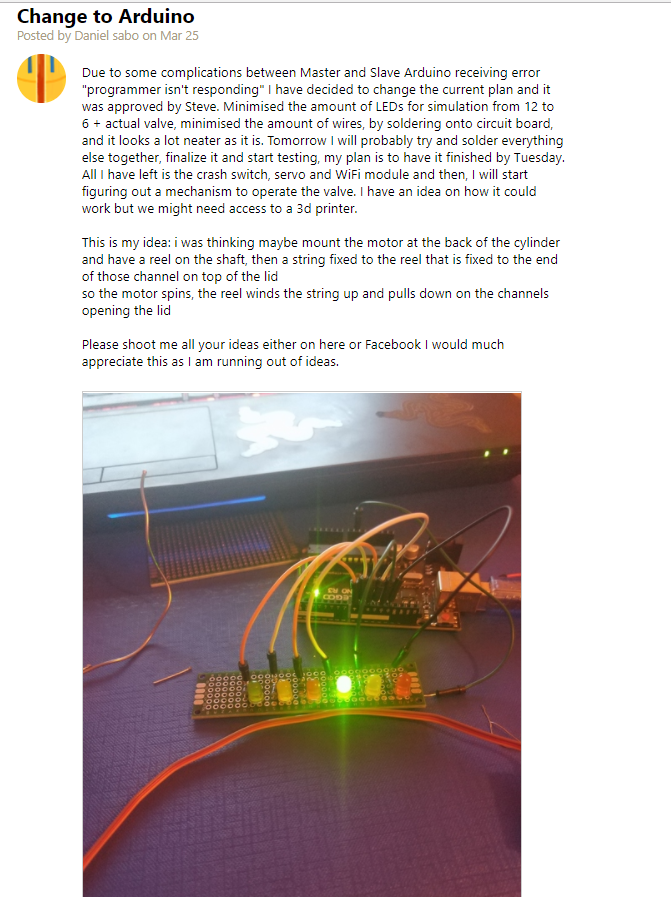 Change to Arduino
Posted by Daniel sabo on Mar 25
Due to some complications between Master and Slave Arduino receiving error
"programmer isn't responding" I have decided to change the current plan and it
was approved by Steve. Minimised the amount of LEDs for simulation from 12 to
6 + actual valve, minimised the amount of wires, by soldering onto circuit board,
and it looks a lot neater as it is. Tomorrow I will probably try and solder everything
else together, finalize it and start testing, my plan is to have it finished by Tuesday.
All I have left is the crash switch, servo and WiFi module and then, I will start
figuring out a mechanism to operate the valve. I have an idea on how it could
work but we might need access to a 3d printer.
This is my idea: i was thinking maybe mount the motor at the back of the cylinder
and have a reel on the shaft, then a string fixed to the reel that is fixed to the end
of those channel on top of the lid
so the motor spins, the reel winds the string up and pulls down on the channels
opening the lid
Please shoot me all your ideas either on here or Facebook I would much
appreciate this as I am running out of ideas.